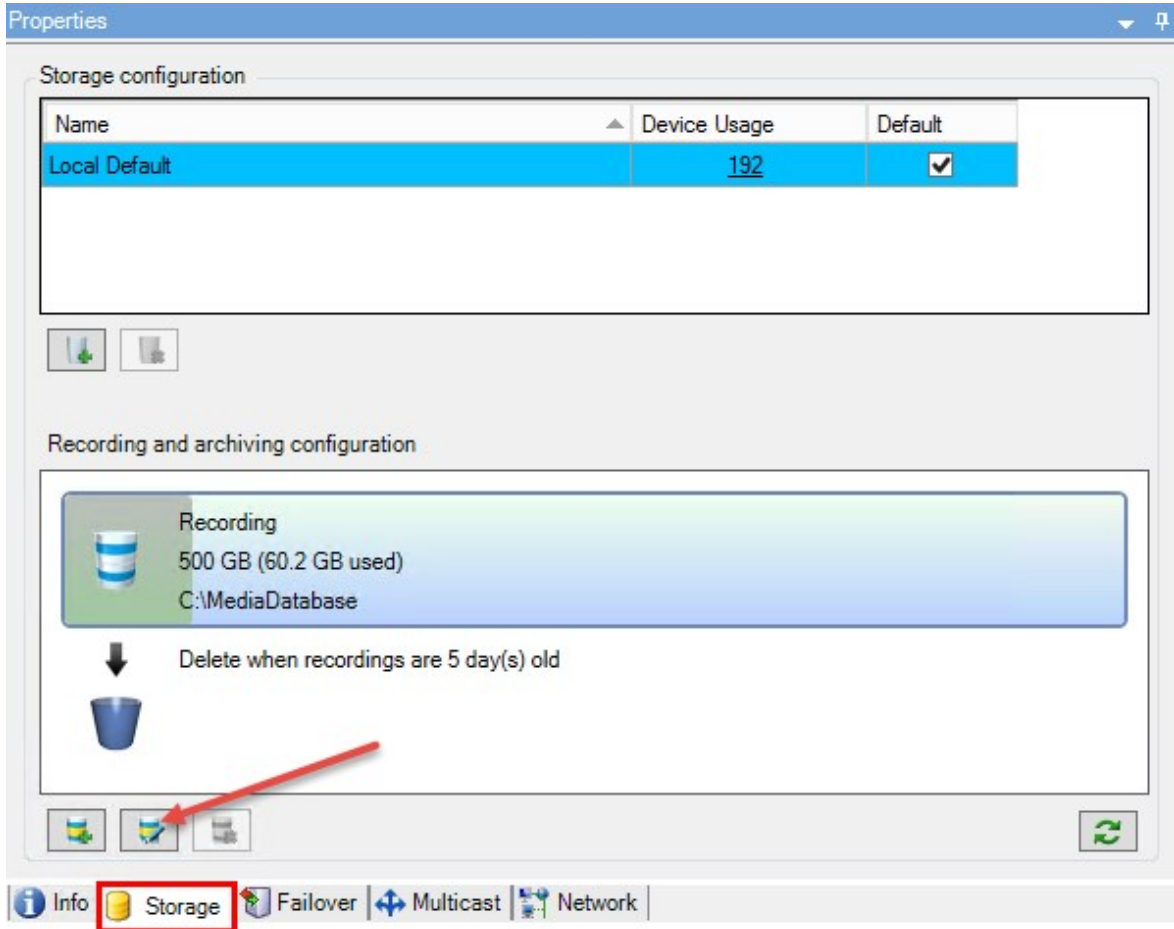 Properties
Storage configuration
Name Device Usage Default
Local Default 192
Recording and archiving configuration
Recording
500 GB (60.2 GB used)
C:\MediaDatabase
Delete when recordings are 5 day(s) old
Info Storage Failover Multicast Network